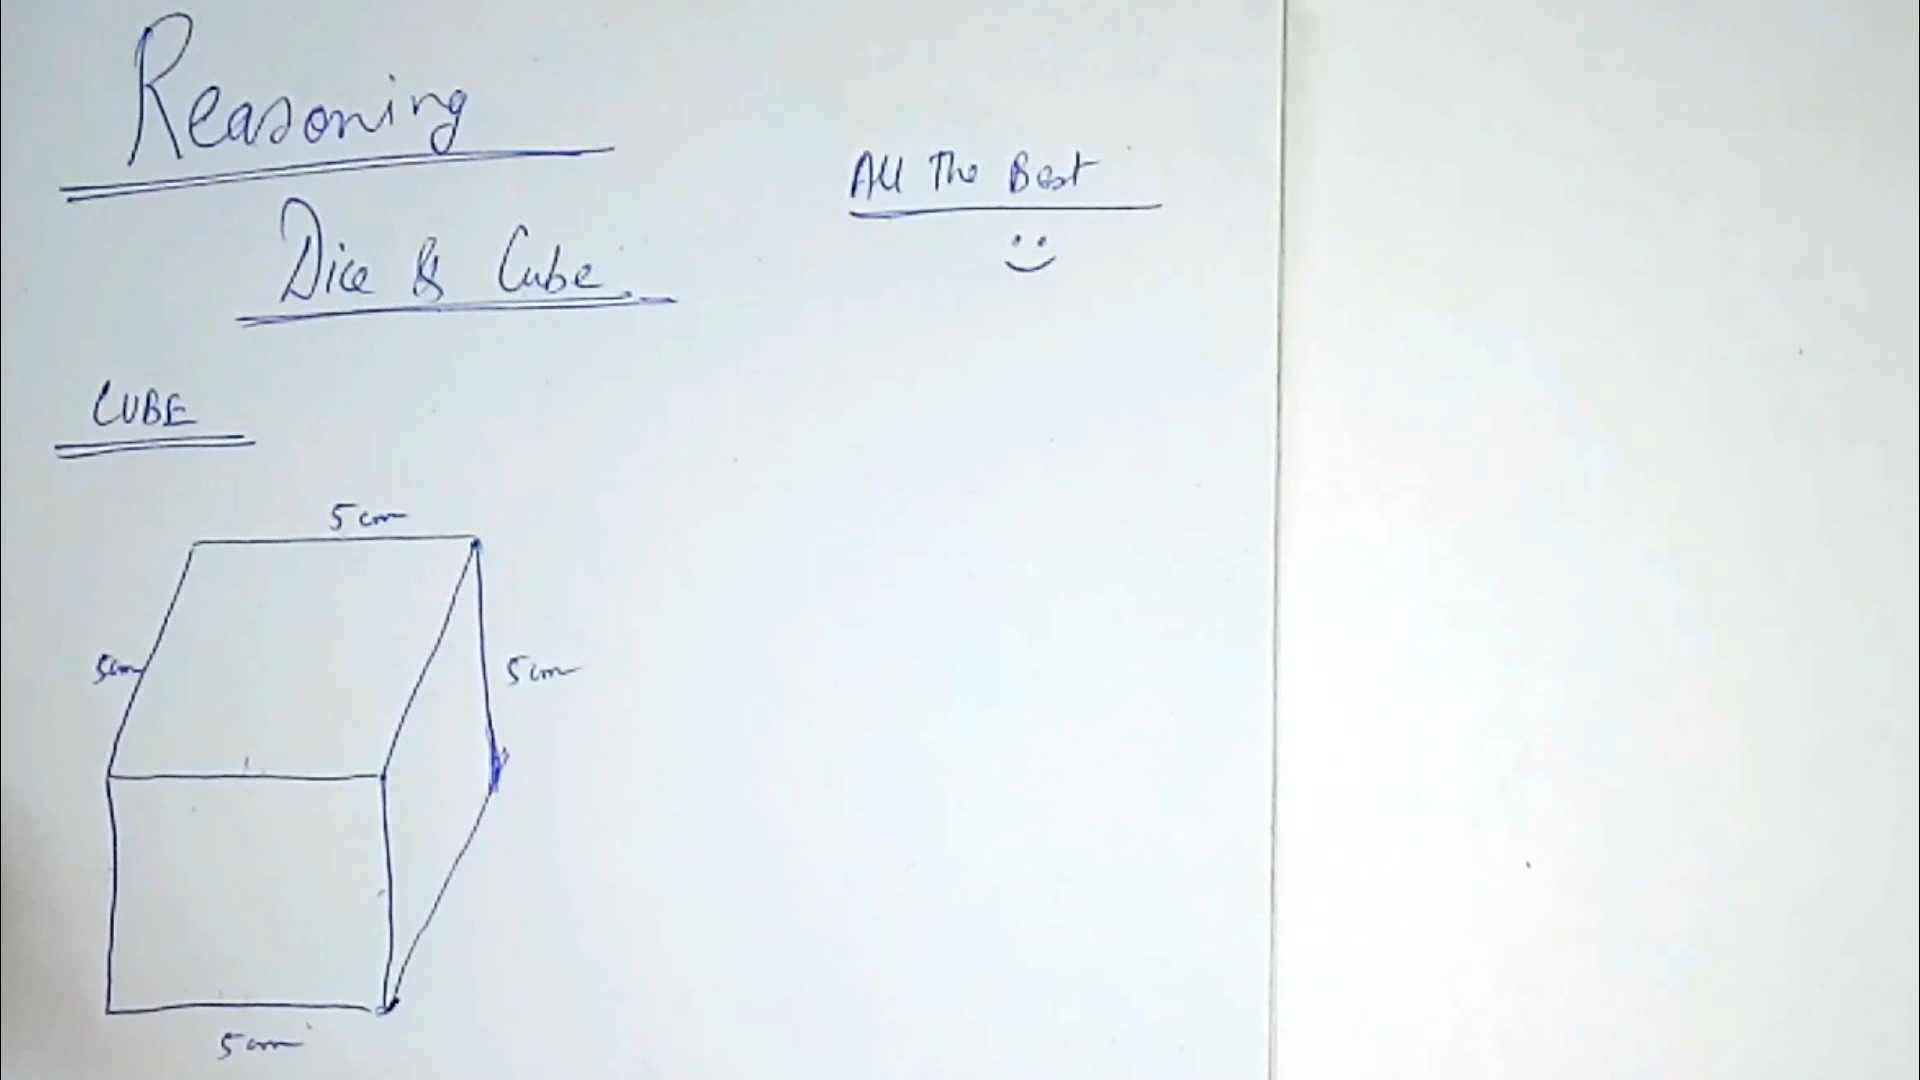 Reasoning
All The Best
Dice & Cube.
CUBE
5cm
5cm
5cm
5cm